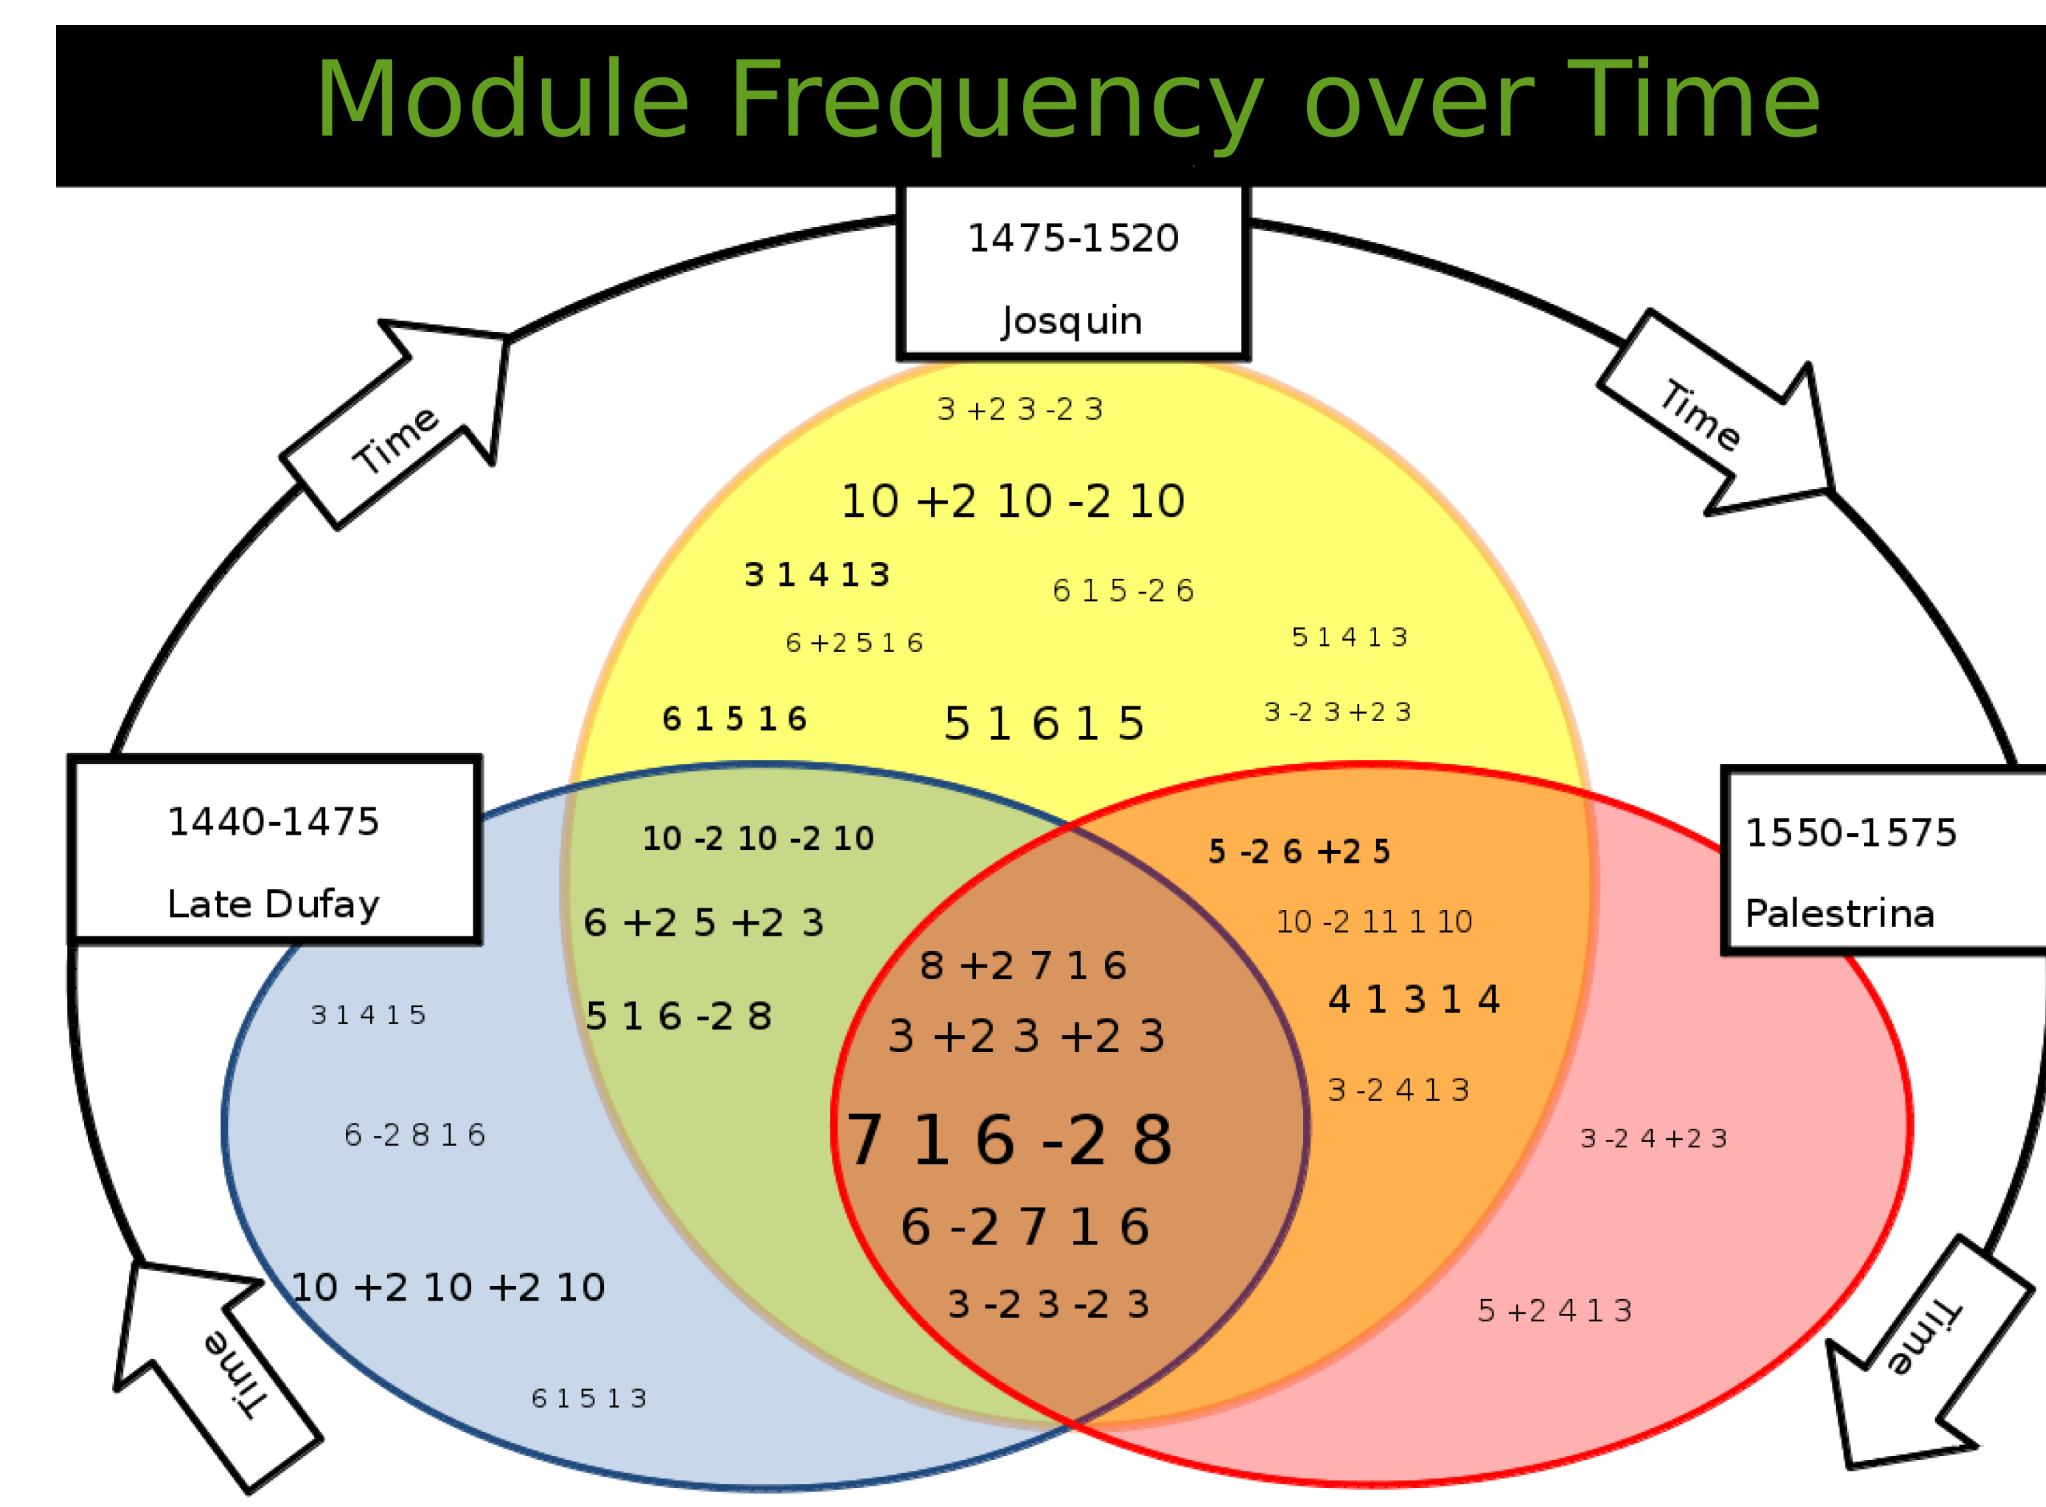 Module Frequency over Time
1475-1520
Josquin
Time
Time
3 +2 3 -2 3
10 +2 10 -2 10
3 1 4 1 3
6 1 5 -2 6
6 +2 5 1 6
5 1 4 1 3
6 1 5 1 6
5 1 6 1 5
3 -2 3 +2 3
1440-1475
Late Dufay
1550-1575
Palestrina
10 -2 10 -2 10
5 -2 6 +2 5
6 +2 5 +2 3
10 -2 11 1 10
8 +2 7 1 6
4 1 3 1 4
3 1 4 1 5
5 1 6 -2 8
3 +2 3 +2 3
3 -2 4 1 3
6 -2 8 1 6
7 1 6 -2 8
3 -2 4 +2 3
6 -2 7 1 6
10 +2 10 +2 10
3 -2 3 -2 3
5 +2 4 1 3
Time
Time
6 1 5 1 3